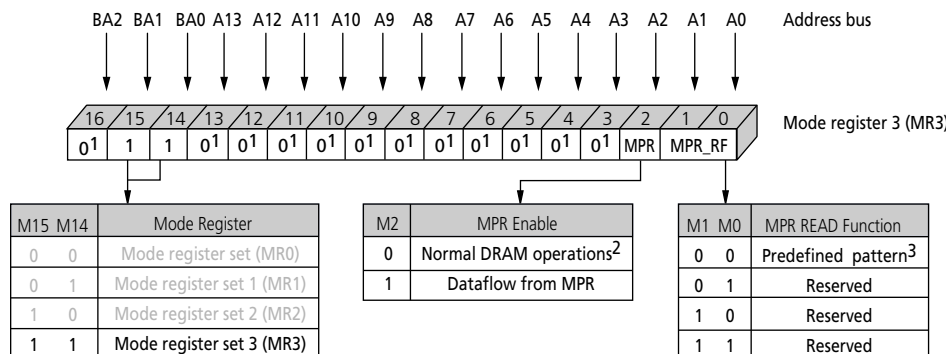 BA2 BA1 BA0 A13 A12 A11 A10 A9 A8 A7 A6 A5 A4 A3 A2 A1 A0 Address bus
16 15 14 13 12 11 10 9 8 7 6 5 4 3 2 1 0 Mode register 3 (MR3)
0¹ 1 1 0¹ 0¹ 0¹ 0¹ 0¹ 0¹ 0¹ 0¹ 0¹ 0¹ 0¹ MPR MPR_RF
M15 M14 Mode Register
0 0 Mode register set (MR0)
0 1 Mode register set 1 (MR1)
1 0 Mode register set 2 (MR2)
1 1 Mode register set 3 (MR3)
M2 MPR Enable
0 Normal DRAM operations²
1 Dataflow from MPR
M1 M0 MPR READ Function
0 0 Predefined pattern³
0 1 Reserved
1 0 Reserved
1 1 Reserved